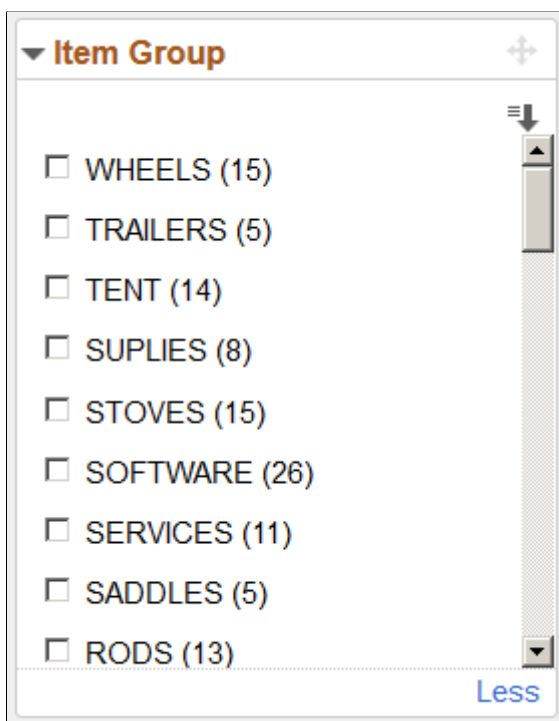 Item Group
WHEELS (15)
TRAILERS (5)
TENT (14)
SUPLIES (8)
STOVES (15)
SOFTWARE (26)
SERVICES (11)
SADDLES (5)
RODS (13)
Less